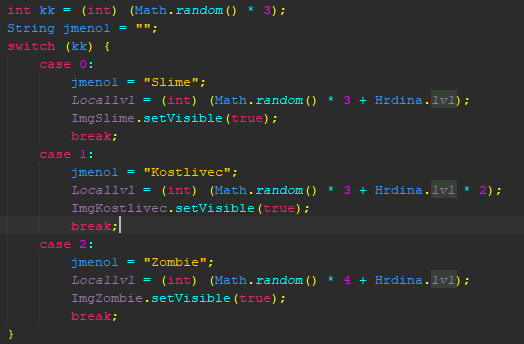 int kk = (int) (Math.random() * 3);
String jmenol = "";
switch (kk) {
case 0:
jmenol = "Slime";
Locallvl = (int) (Math.random() * 3 + Hrdina.lvl);
ImgSlime.setVisible(true);
break;
case 1:
jmenol = "Kostlivec";
Locallvl = (int) (Math.random() * 3 + Hrdina.lvl * 2);
ImgKostlivec.setVisible(true);
break;
case 2:
jmenol = "Zombie";
Locallvl = (int) (Math.random() * 4 + Hrdina.lvl);
ImgZombie.setVisible(true);
break;
}